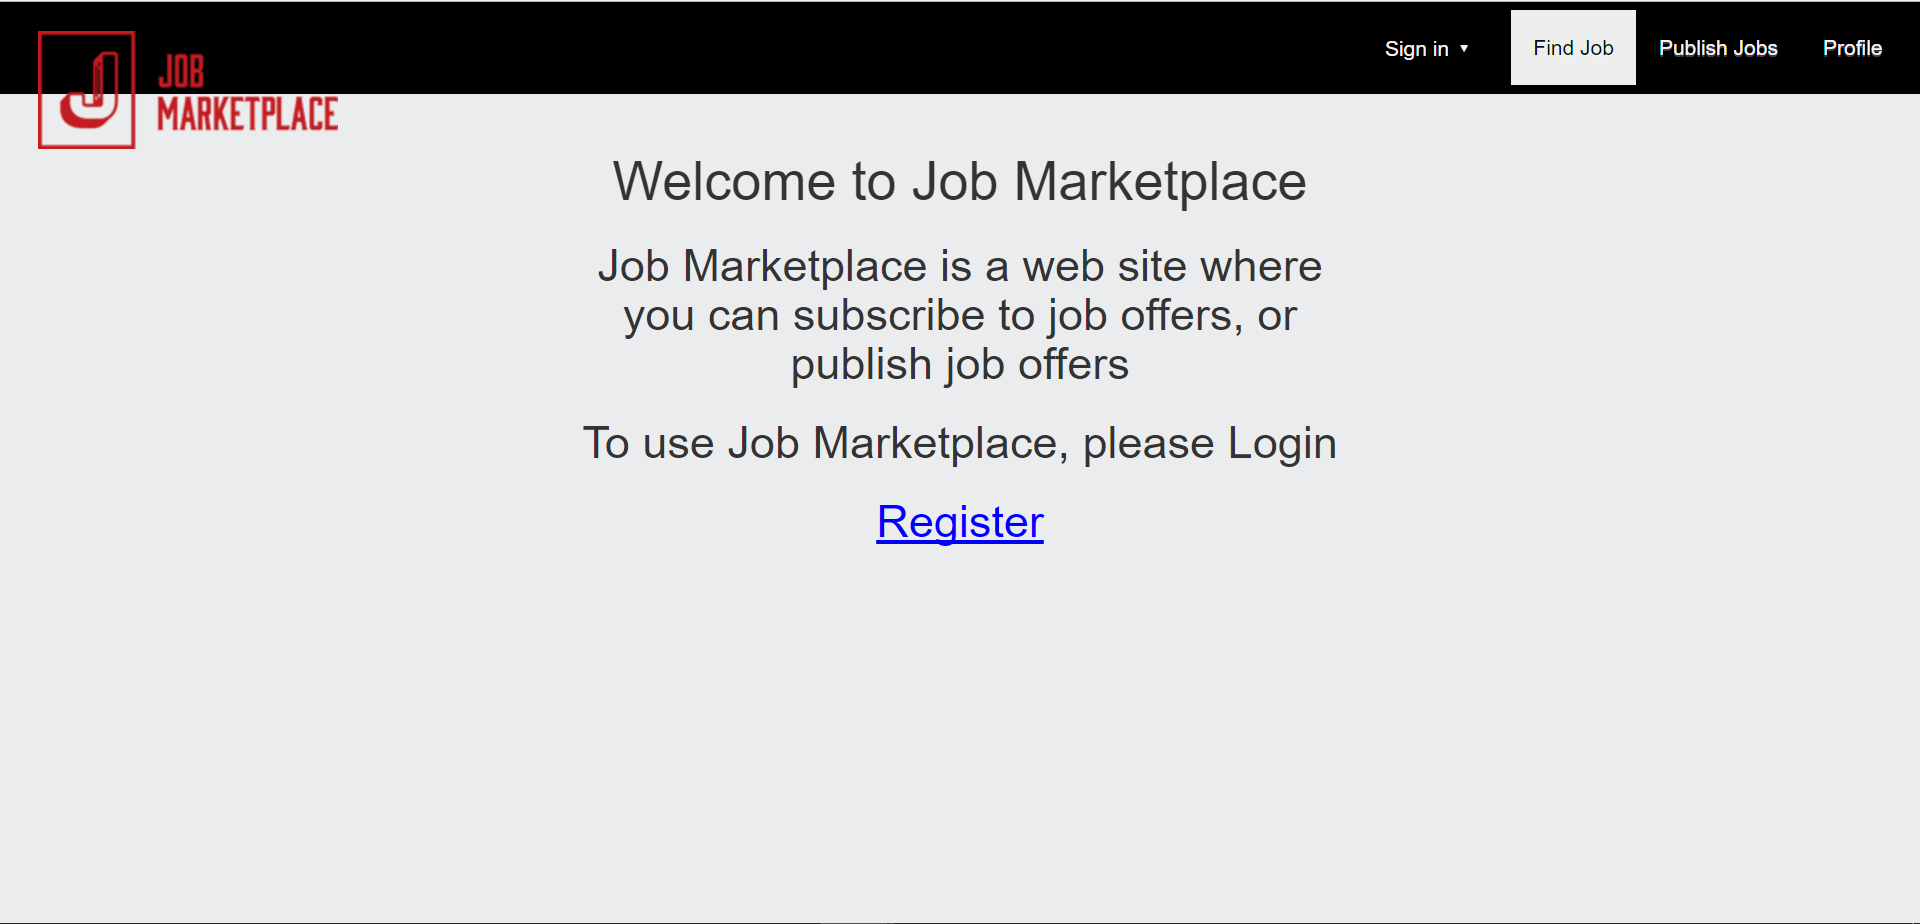 JOB
MARKETPLACE
Sign in ▼
Find Job
Publish Jobs
Profile
Welcome to Job Marketplace
Job Marketplace is a web site where
you can subscribe to job offers, or
publish job offers
To use Job Marketplace, please Login
Register